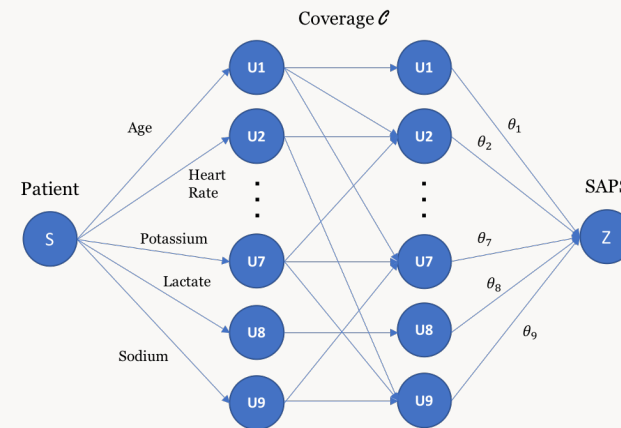 Coverage 𝒞
U1
U1
Age
θ1
U2
U2
θ2
Heart
Rate
Patient
SAPS
S
Z
Potassium
θ7
U7
U7
Lactate
θ8
U8
U8
θ9
Sodium
U9
U9